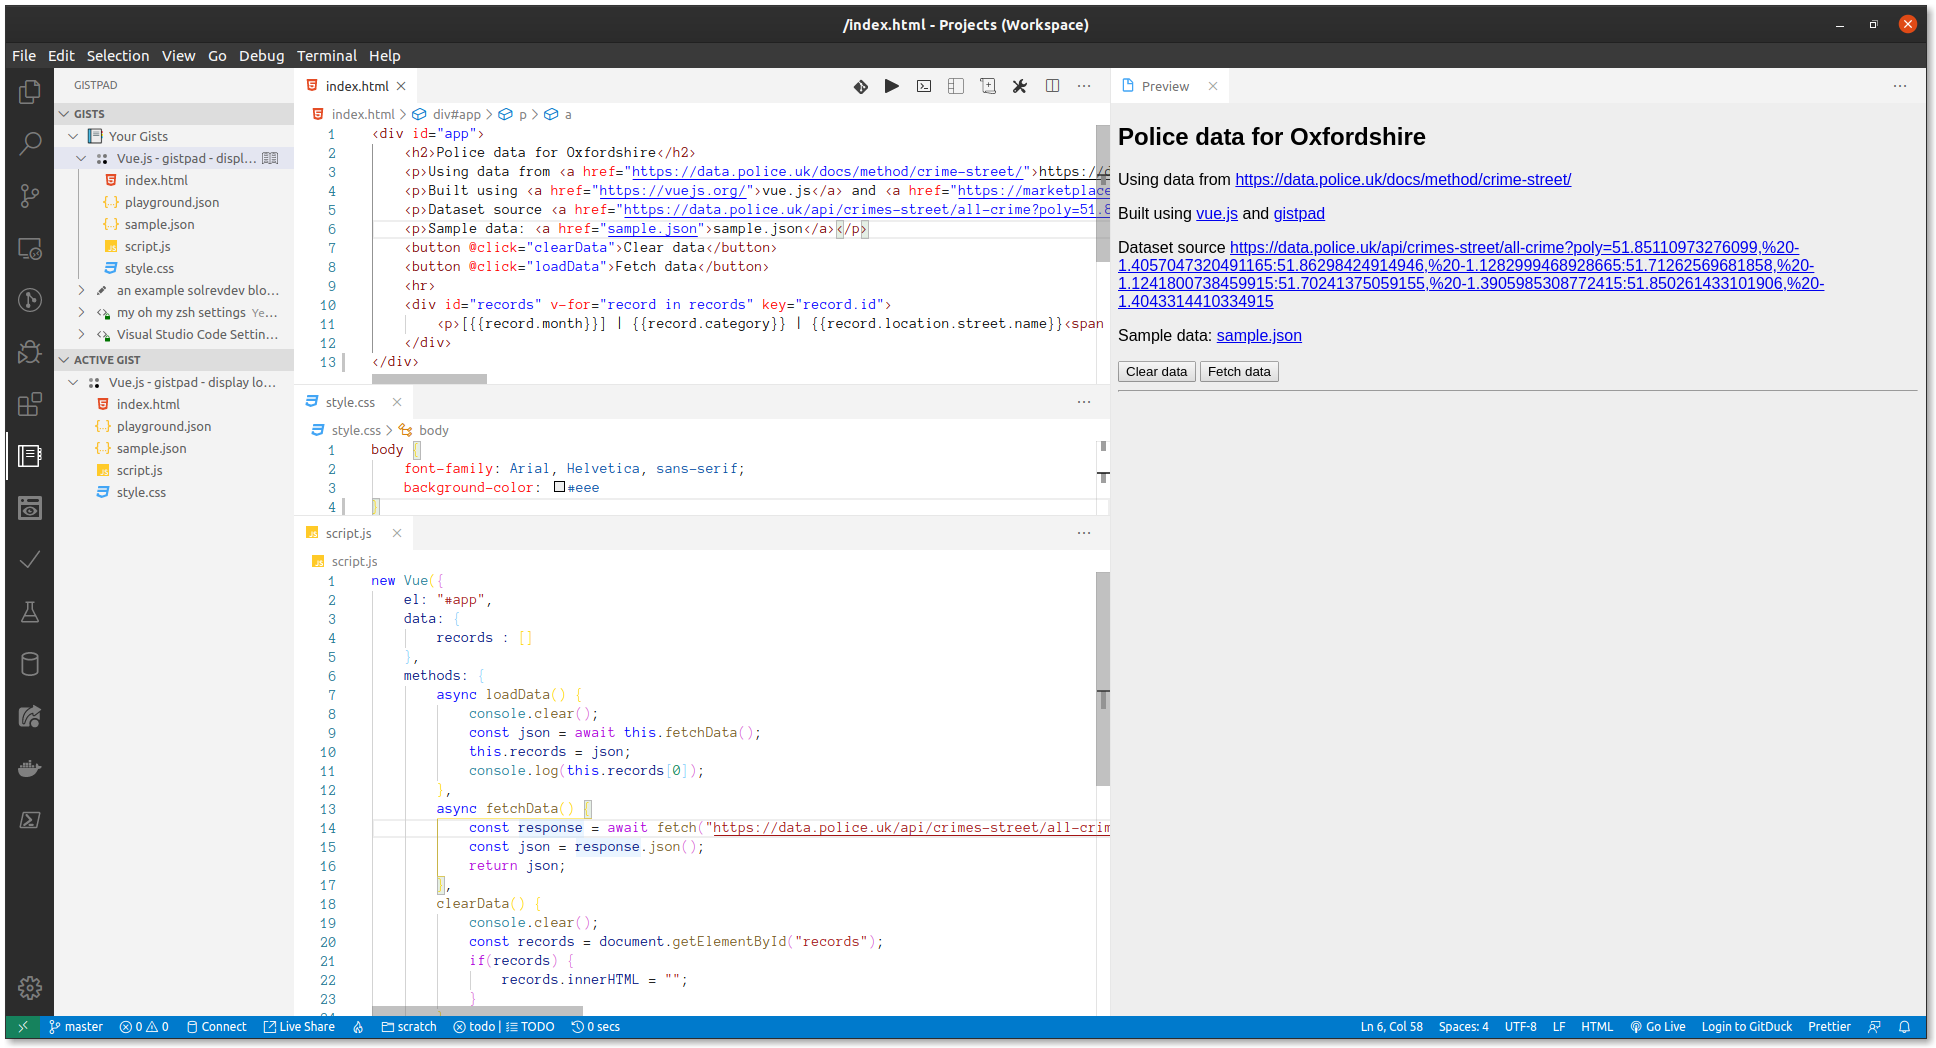 /index.html - Projects (Workspace)
File Edit Selection View Go Debug Terminal Help
GISTPAD
GISTS
Your Gists
Vue.js - gistpad - displ...
index.html
playground.json
sample.json
script.js
style.css
an example solrevdev blo...
my oh my zsh settings Ye...
Visual Studio Code Settin...
ACTIVE GIST
Vue.js - gistpad - display lo...
index.html
playground.json
sample.json
script.js
style.css
index.html
index.html > div#app > p > a
1 <div id="app">
2 <h2>Police data for Oxfordshire</h2>
3 <p>Using data from <a href="https://data.police.uk/docs/method/crime-street/">https://d
4 <p>Built using <a href="https://vuejs.org/">vue.js</a> and <a href="https://marketplace
5 <p>Dataset source <a href="https://data.police.uk/api/crimes-street/all-crime?poly=51.8
6 <p>Sample data: <a href="sample.json">sample.json</a></p>
7 <button @click="clearData">Clear data</button>
8 <button @click="loadData">Fetch data</button>
9 <hr>
10 <div id="records" v-for="record in records" key="record.id">
11 <p>[{{record.month}}] | {{record.category}} | {{record.location.street.name}}<span
12 </div>
13 </div>
style.css
style.css > body
1 body {
2 font-family: Arial, Helvetica, sans-serif;
3 background-color: #eee
4 }
script.js
script.js
1 new Vue({
2 el: "#app",
3 data: {
4 records : []
5 },
6 methods: {
7 async loadData() {
8 console.clear();
9 const json = await this.fetchData();
10 this.records = json;
11 console.log(this.records[0]);
12 },
13 async fetchData() {
14 const response = await fetch("https://data.police.uk/api/crimes-street/all-crim
15 const json = response.json();
16 return json;
17 },
18 clearData() {
19 console.clear();
20 const records = document.getElementById("records");
21 if(records) {
22 records.innerHTML = "";
23 }
Preview
Police data for Oxfordshire
Using data from https://data.police.uk/docs/method/crime-street/
Built using vue.js and gistpad
Dataset source https://data.police.uk/api/crimes-street/all-crime?poly=51.85110973276099,%20-
1.4057047320491165:51.86298424914946,%20-1.1282999468928665:51.71262569681858,%20-
1.1241800738459915:51.70241375059155,%20-1.3905985308772415:51.850261433101906,%20-
1.4043314410334915
Sample data: sample.json
Clear data Fetch data
master 0 0 Connect Live Share scratch todo | TODO 0 secs Ln 6, Col 58 Spaces: 4 UTF-8 LF HTML Go Live Login to GitDuck Prettier